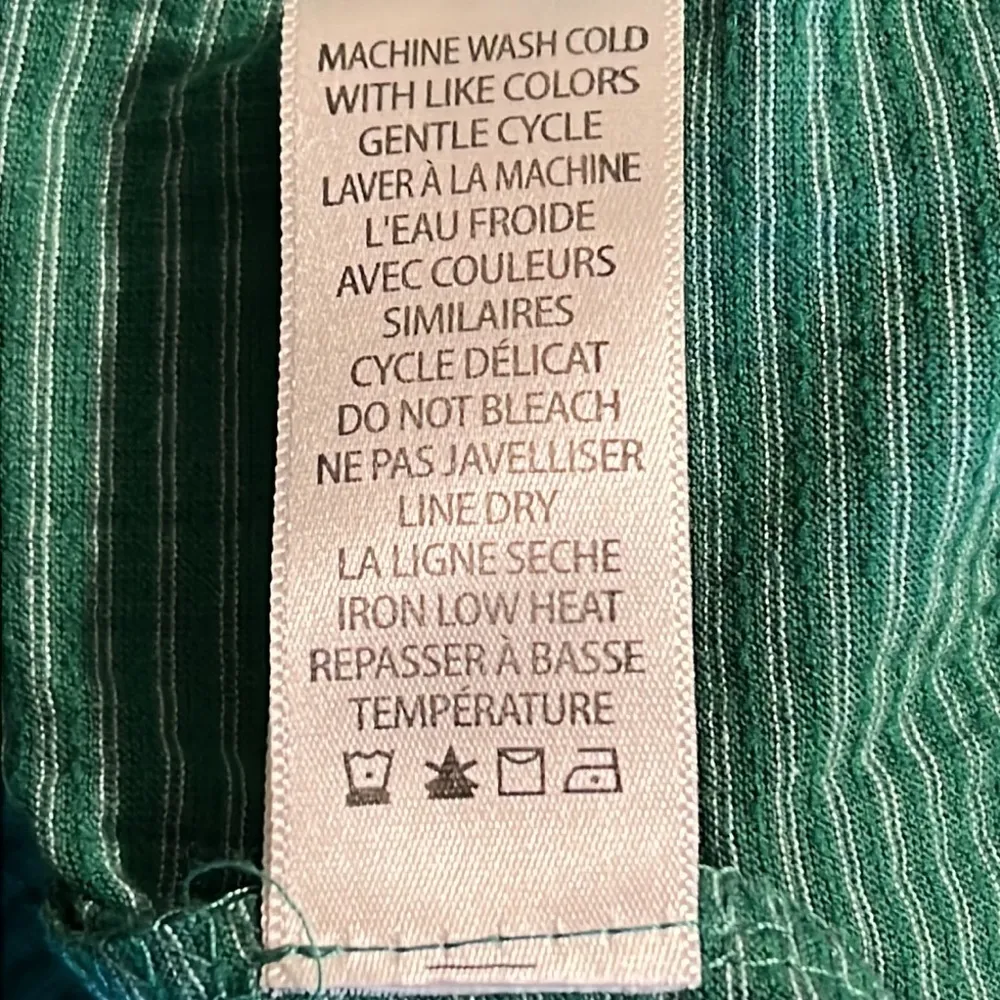 MACHINE WASH COLD
WITH LIKE COLORS
GENTLE CYCLE
LAVER À LA MACHINE
L'EAU FROIDE
AVEC COULEURS
SIMILAIRES
CYCLE DÉLICAT
DO NOT BLEACH
NE PAS JAVELLISER
LINE DRY
LA LIGNE SECHE
IRON LOW HEAT
REPASSER À BASSE
TEMPÉRATURE